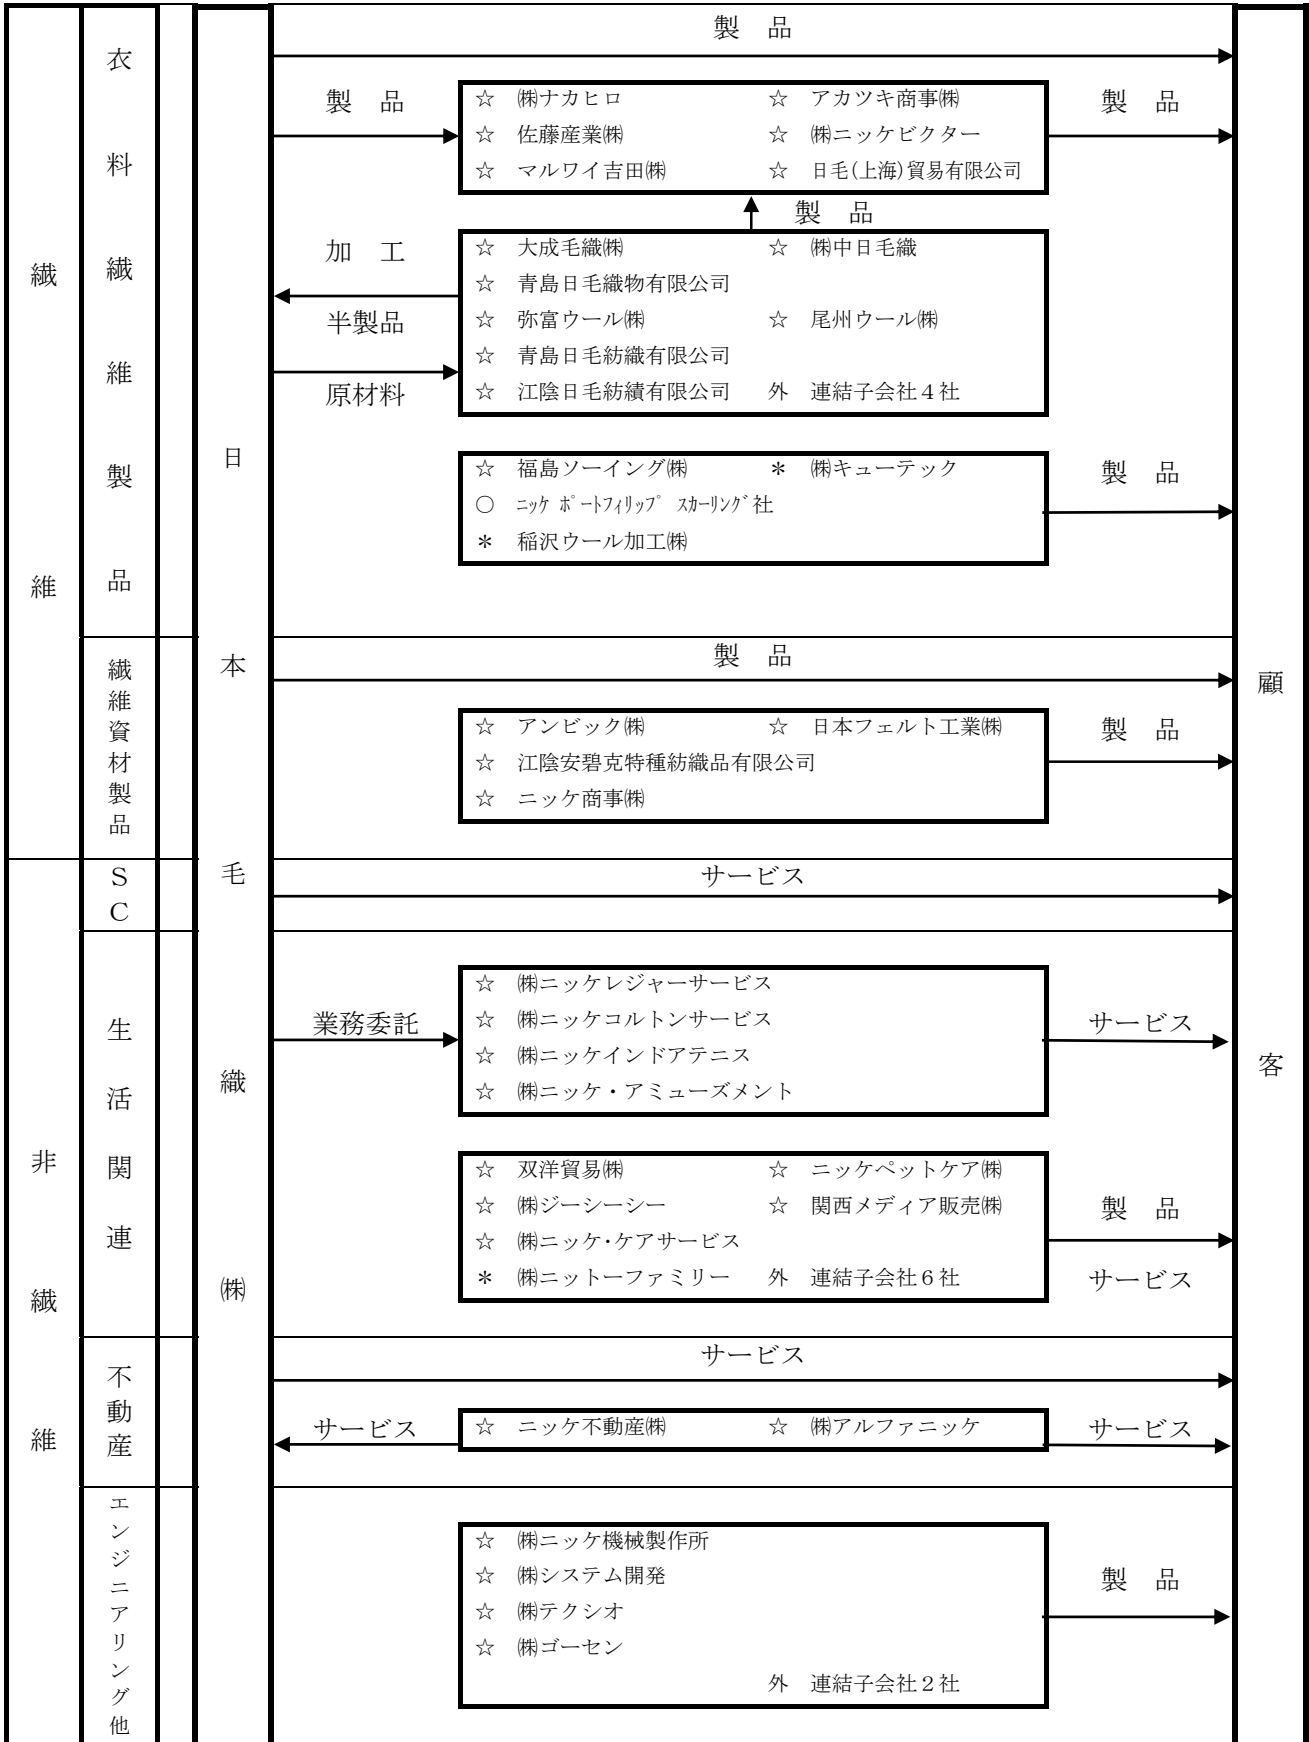 繊維
衣料繊維製品
日本毛織㈱
顧客
製　品
製　品
☆　㈱ナカヒロ　☆　アカツキ商事㈱
☆　佐藤産業㈱　☆　㈱ニッケビクター
☆　マルワイ吉田㈱　☆　日毛(上海)貿易有限公司
製　品
製　品
加　工
半製品
原材料
☆　大成毛織㈱　☆　㈱中日毛織
☆　青島日毛織物有限公司
☆　弥富ウール㈱　☆　尾州ウール㈱
☆　青島日毛紡織有限公司
☆　江陰日毛紡績有限公司　外　連結子会社４社
☆　福島ソーイング㈱　＊　㈱キューテック
○　ﾆｯｹ ﾎﾟｰﾄﾌｨﾘｯﾌﾟ ｽｶｰﾘﾝｸﾞ社
＊　稲沢ウール加工㈱
製　品
繊維資材製品
製　品
☆　アンビック㈱　☆　日本フェルト工業㈱
☆　江陰安碧克特種紡織品有限公司
☆　ニッケ商事㈱
製　品
非繊維
ＳＣ
サービス
生活関連
業務委託
☆　㈱ニッケレジャーサービス
☆　㈱ニッケコルトンサービス
☆　㈱ニッケインドアテニス
☆　㈱ニッケ・アミューズメント
サービス
☆　双洋貿易㈱　☆　ニッケペットケア㈱
☆　㈱ジーシーシー　☆　関西メディア販売㈱
☆　㈱ニッケ･ケアサービス
＊　㈱ニットーファミリー　外　連結子会社６社
製　品
サービス
不動産
サービス
サービス
☆　ニッケ不動産㈱　☆　㈱アルファニッケ
サービス
エンジニアリング他
☆　㈱ニッケ機械製作所
☆　㈱システム開発
☆　㈱テクシオ
☆　㈱ゴーセン
外　連結子会社２社
製　品